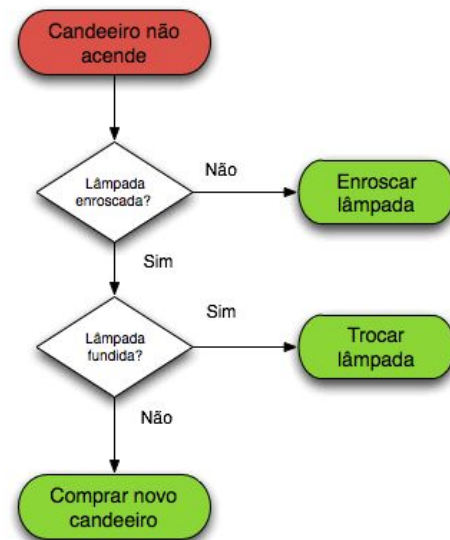 Candeeiro não
acende
Lâmpada
enroscada?
Não
Enroscar
lâmpada
Sim
Lâmpada
fundida?
Sim
Trocar
lâmpada
Não
Comprar novo
candeeiro